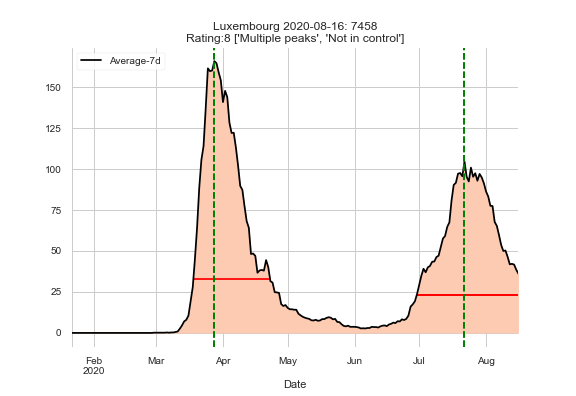 Luxembourg 2020-08-16: 7458
Rating:8 ['Multiple peaks', 'Not in control']
Average-7d
150
125
100
75
50
25
0
Feb
2020
Mar
Apr
May
Jun
Jul
Aug
Date